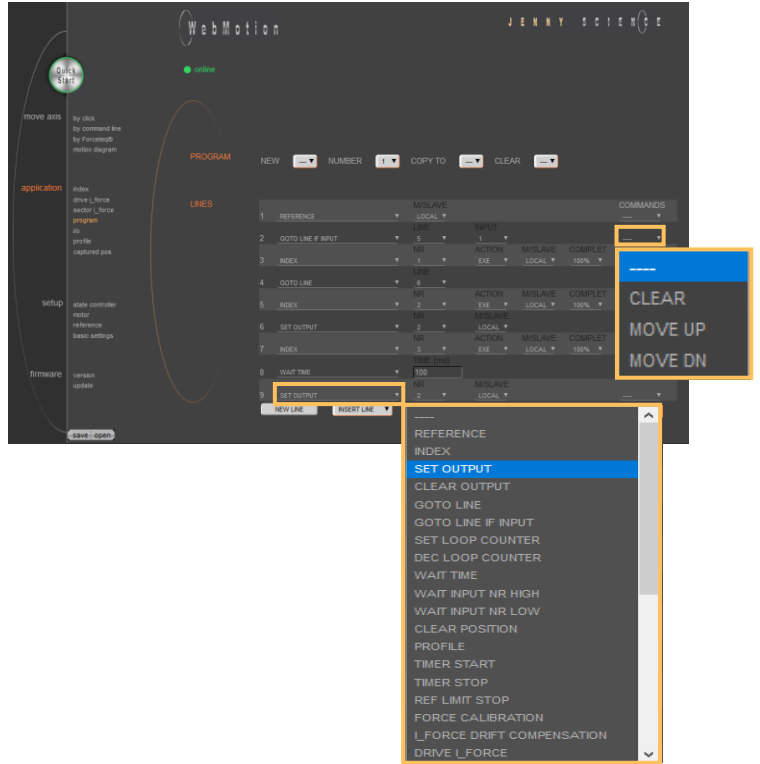 WebMotion
JENNY SCIENCE
Quick
Start
online
move axis
by click
by command line
by Forceteq®
motion diagram
PROGRAM
NEW --- NUMBER 1 COPY TO --- CLEAR ---
application
index
drive i_force
sector i_force
program
i/o
profile
captured pos
LINES
M/SLAVE COMMANDS
1 REFERENCE LOCAL ----
LINE INPUT
2 GOTO LINE IF INPUT 5 1 ----
NR ACTION M/SLAVE COMPLET
3 INDEX 1 EXE LOCAL 100%
LINE
4 GOTO LINE 6
NR ACTION M/SLAVE COMPLET
5 INDEX 2 EXE LOCAL 100%
NR M/SLAVE
6 SET OUTPUT 2 LOCAL
NR ACTION M/SLAVE COMPLET
7 INDEX 3 EXE LOCAL 100%
TIME [ms]
8 WAIT TIME 100
NR M/SLAVE
9 SET OUTPUT 2 LOCAL ----
NEW LINE INSERT LINE
setup
state controller
motor
reference
basic settings
firmware
version
update
save open
----
CLEAR
MOVE UP
MOVE DN
----
REFERENCE
INDEX
SET OUTPUT
CLEAR OUTPUT
GOTO LINE
GOTO LINE IF INPUT
SET LOOP COUNTER
DEC LOOP COUNTER
WAIT TIME
WAIT INPUT NR HIGH
WAIT INPUT NR LOW
CLEAR POSITION
PROFILE
TIMER START
TIMER STOP
REF LIMIT STOP
FORCE CALIBRATION
I_FORCE DRIFT COMPENSATION
DRIVE I_FORCE